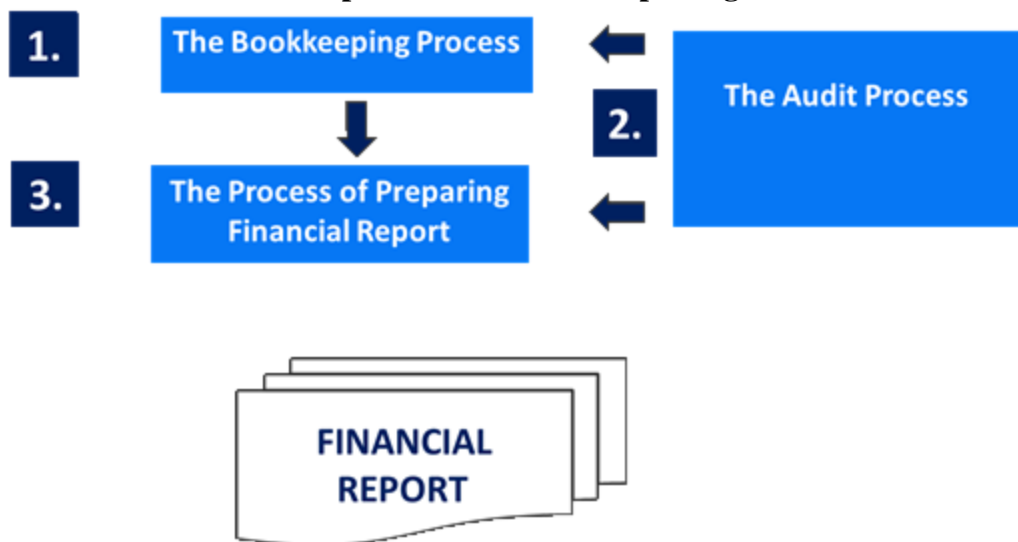 1.
The Bookkeeping Process
2.
The Audit Process
3.
The Process of Preparing
Financial Report
FINANCIAL
REPORT